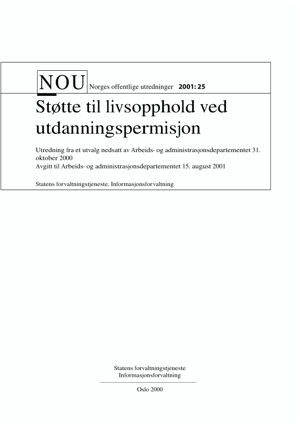 NOU Norges offentlige utredninger 2001: 25
Støtte til livsopphold ved
utdanningspermisjon
Utredning fra et utvalg nedsatt av Arbeids- og administrasjonsdepartementet 31.
oktober 2000
Avgitt til Arbeids- og administrasjonsdepartementet 15. august 2001
Statens forvaltningstjeneste, Informasjonsforvaltning
Statens forvaltningstjeneste
Informasjonsforvaltning
Oslo 2000